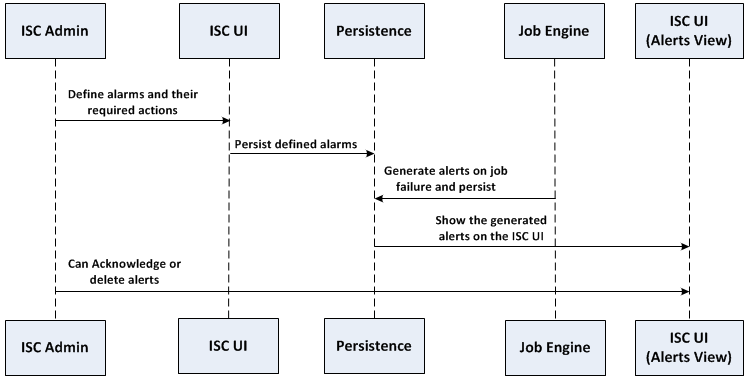 ISC Admin
ISC UI
Persistence
Job Engine
ISC UI
(Alerts View)
Define alarms and their
required actions
Persist defined alarms
Generate alerts on job
failure and persist
Show the generated
alerts on the ISC UI
Can Acknowledge or
delete alerts
ISC Admin
ISC UI
Persistence
Job Engine
ISC UI
(Alerts View)